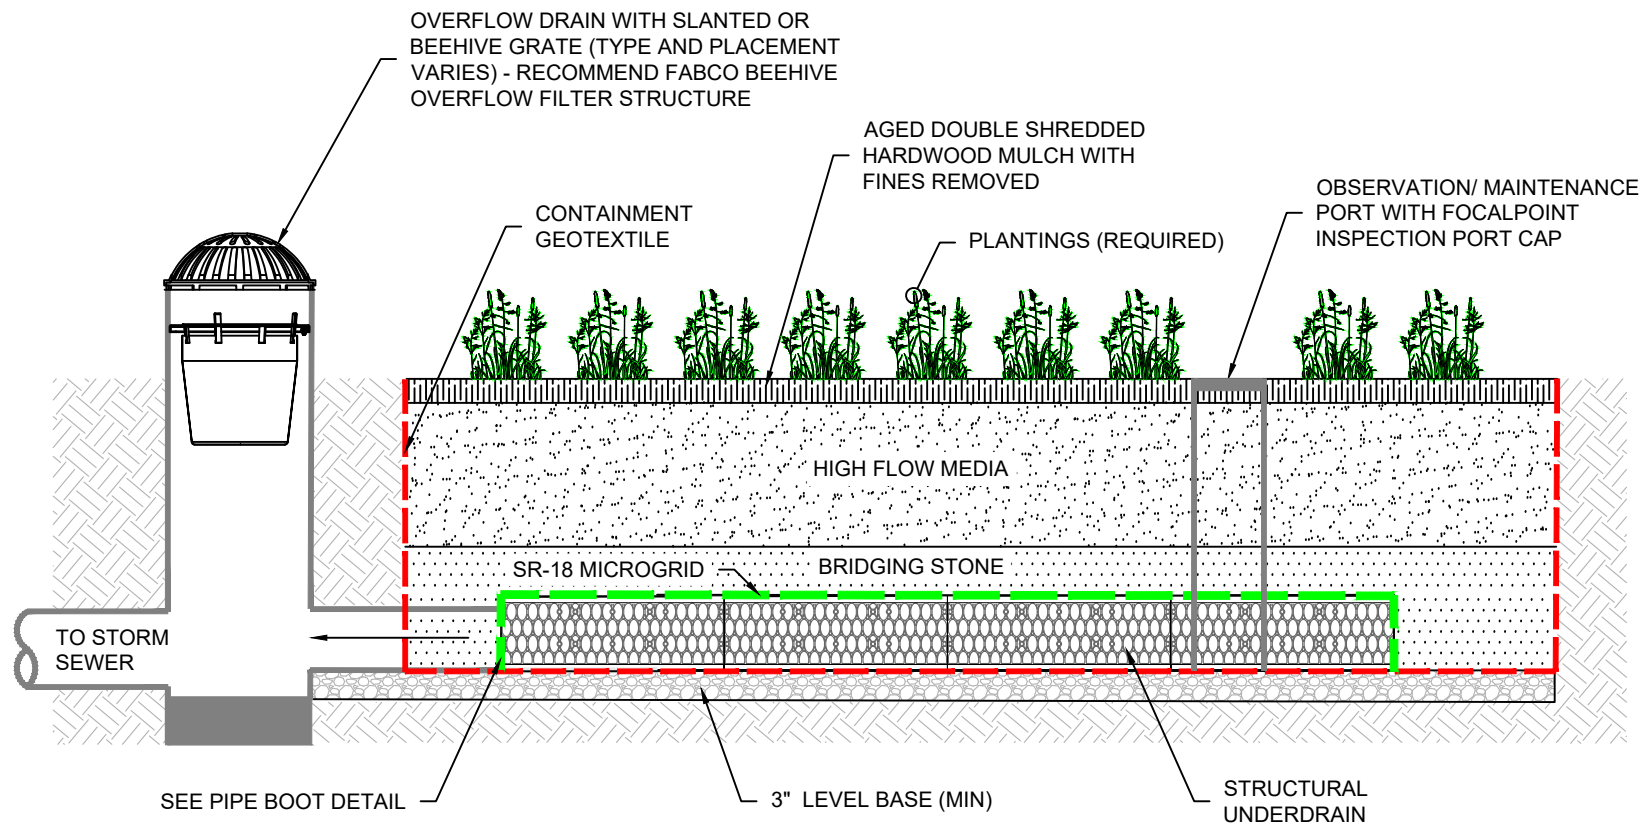 OVERFLOW DRAIN WITH SLANTED OR
BEEHIVE GRATE (TYPE AND PLACEMENT
VARIES) - RECOMMEND FABCO BEEHIVE
OVERFLOW FILTER STRUCTURE
AGED DOUBLE SHREDDED
HARDWOOD MULCH WITH
FINES REMOVED
OBSERVATION/ MAINTENANCE
PORT WITH FOCALPOINT
INSPECTION PORT CAP
CONTAINMENT
GEOTEXTILE
PLANTINGS (REQUIRED)
HIGH FLOW MEDIA
SR-18 MICROGRID
BRIDGING STONE
TO STORM
SEWER
SEE PIPE BOOT DETAIL
3" LEVEL BASE (MIN)
STRUCTURAL
UNDERDRAIN